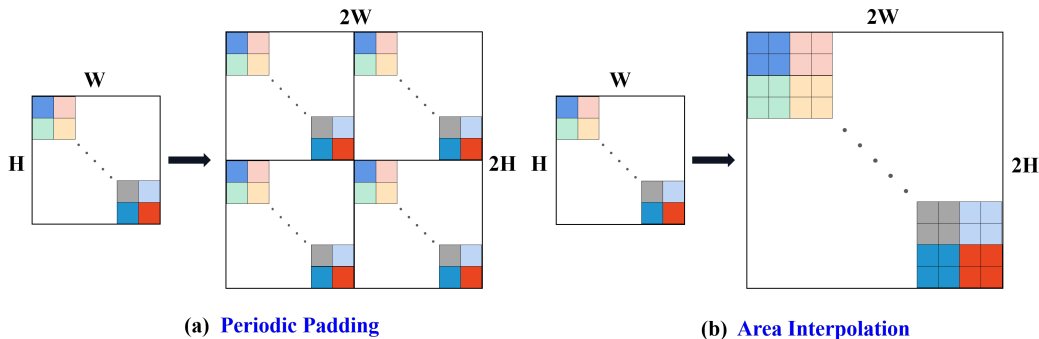 2W
W
H
2H
(a) Periodic Padding
2W
W
H
2H
(b) Area Interpolation